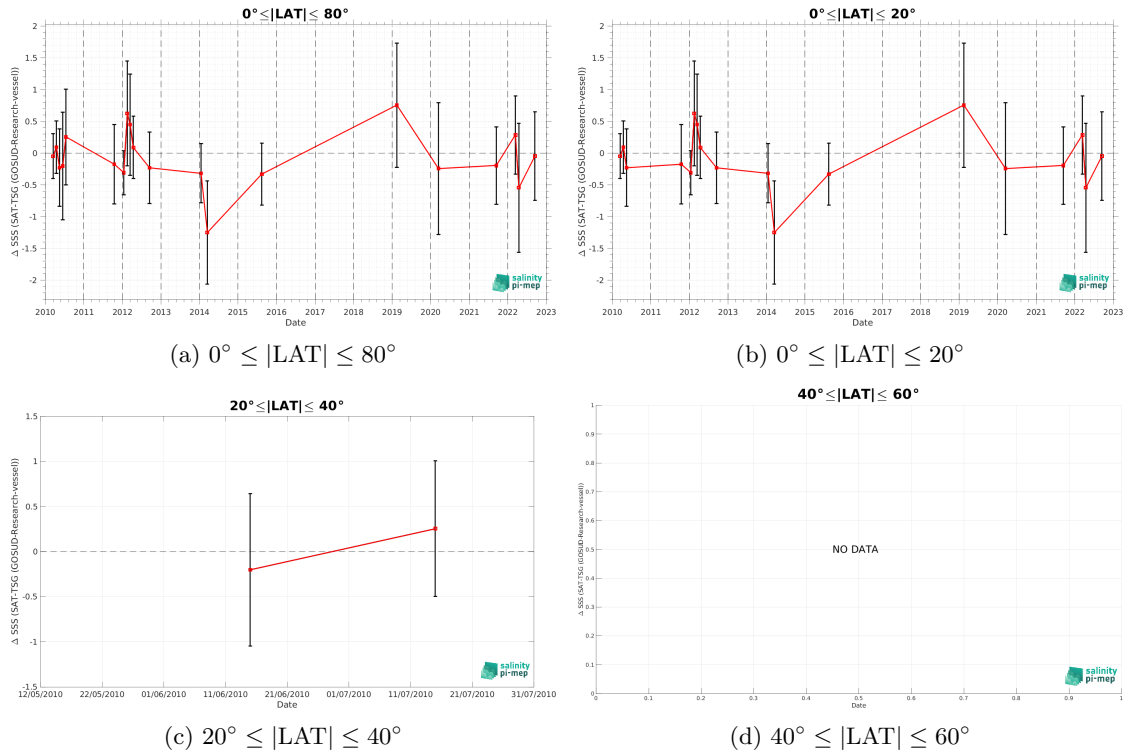 0°≤|LAT|≤ 80°
Δ SSS (SAT-TSG (GOSUD-Research-vessel))
2
1.5
1
0.5
0
-0.5
-1
-1.5
-2
2010 2011 2012 2013 2014 2015 2016 2017 2018 2019 2020 2021 2022 2023
Date
salinity
pi-mep
(a) 0° ≤ |LAT| ≤ 80°
0°≤|LAT|≤ 20°
Δ SSS (SAT-TSG (GOSUD-Research-vessel))
2
1.5
1
0.5
0
-0.5
-1
-1.5
-2
2010 2011 2012 2013 2014 2015 2016 2017 2018 2019 2020 2021 2022 2023
Date
salinity
pi-mep
(b) 0° ≤ |LAT| ≤ 20°
20°≤|LAT|≤ 40°
Δ SSS (SAT-TSG (GOSUD-Research-vessel))
1.5
1
0.5
0
-0.5
-1
-1.5
12/05/2010 22/05/2010 01/06/2010 11/06/2010 21/06/2010 01/07/2010 11/07/2010 21/07/2010 31/07/2010
Date
salinity
pi-mep
(c) 20° ≤ |LAT| ≤ 40°
40°≤|LAT|≤ 60°
Δ SSS (SAT-TSG (GOSUD-Research-vessel))
1
0.9
0.8
0.7
0.6
0.5
0.4
0.3
0.2
0.1
0
NO DATA
0 0.1 0.2 0.3 0.4 0.5 0.6 0.7 0.8 0.9 1
Date
salinity
pi-mep
(d) 40° ≤ |LAT| ≤ 60°